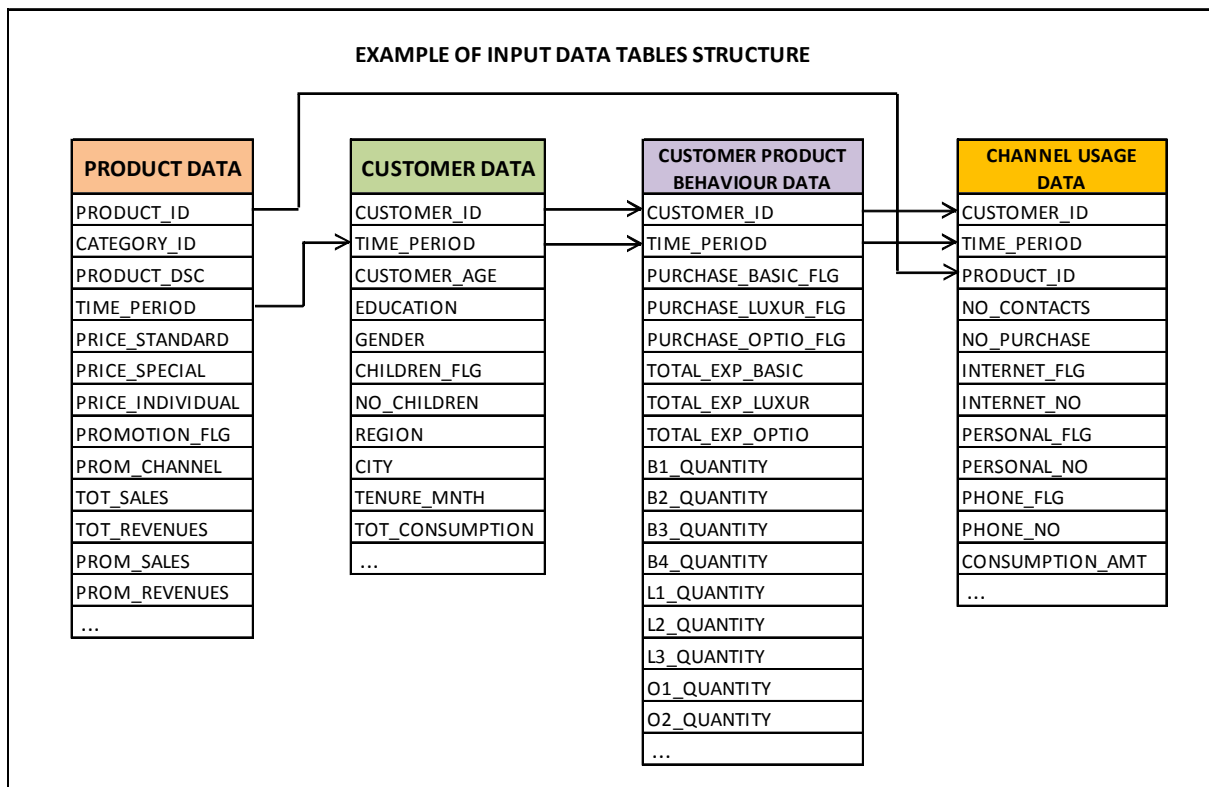 EXAMPLE OF INPUT DATA TABLES STRUCTURE
PRODUCT DATA
PRODUCT_ID
CATEGORY_ID
PRODUCT_DSC
TIME_PERIOD
PRICE_STANDARD
PRICE_SPECIAL
PRICE_INDIVIDUAL
PROMOTION_FLG
PROM_CHANNEL
TOT_SALES
TOT_REVENUES
PROM_SALES
PROM_REVENUES
...
CUSTOMER DATA
CUSTOMER_ID
TIME_PERIOD
CUSTOMER_AGE
EDUCATION
GENDER
CHILDREN_FLG
NO_CHILDREN
REGION
CITY
TENURE_MNTH
TOT_CONSUMPTION
...
CUSTOMER PRODUCT
BEHAVIOUR DATA
CUSTOMER_ID
TIME_PERIOD
PURCHASE_BASIC_FLG
PURCHASE_LUXUR_FLG
PURCHASE_OPTIO_FLG
TOTAL_EXP_BASIC
TOTAL_EXP_LUXUR
TOTAL_EXP_OPTIO
B1_QUANTITY
B2_QUANTITY
B3_QUANTITY
B4_QUANTITY
L1_QUANTITY
L2_QUANTITY
L3_QUANTITY
O1_QUANTITY
O2_QUANTITY
...
CHANNEL USAGE
DATA
CUSTOMER_ID
TIME_PERIOD
PRODUCT_ID
NO_CONTACTS
NO_PURCHASE
INTERNET_FLG
INTERNET_NO
PERSONAL_FLG
PERSONAL_NO
PHONE_FLG
PHONE_NO
CONSUMPTION_AMT
...